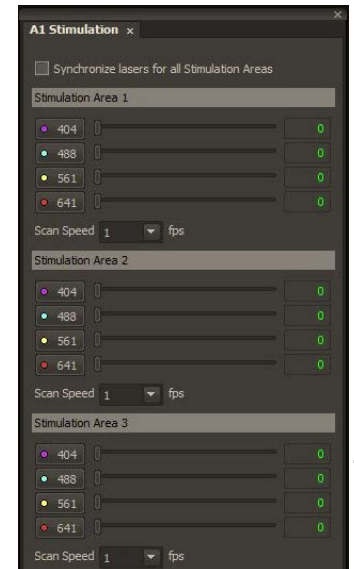 A1 Stimulation ×
Synchronize lasers for all Stimulation Areas
Stimulation Area 1
404 0
488 0
561 0
641 0
Scan Speed 1 fps
Stimulation Area 2
404 0
488 0
561 0
641 0
Scan Speed 1 fps
Stimulation Area 3
404 0
488 0
561 0
641 0
Scan Speed 1 fps